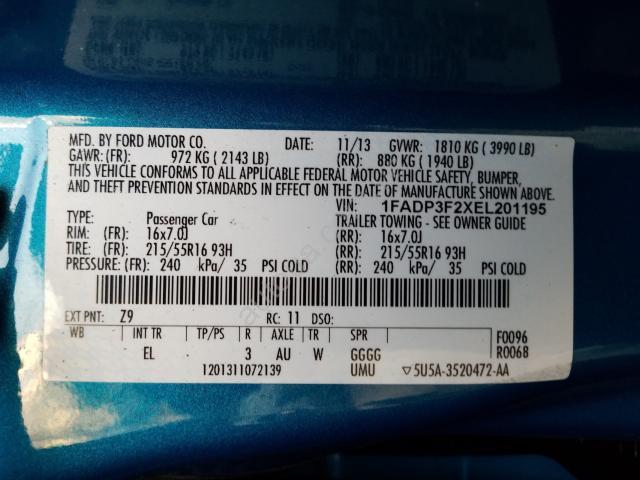 MFD. BY FORD MOTOR CO. DATE: 11/13 GVWR: 1810 KG ( 3990 LB)
GAWR: (FR): 972 KG ( 2143 LB) (RR): 880 KG ( 1940 LB)
THIS VEHICLE CONFORMS TO ALL APPLICABLE FEDERAL MOTOR VEHICLE SAFETY, BUMPER,
AND THEFT PREVENTION STANDARDS IN EFFECT ON THE DATE OF MANUFACTURE SHOWN ABOVE.
VIN: 1FADP3F2XEL201195
TYPE: Passenger Car TRAILER TOWING - SEE OWNER GUIDE
RIM: (FR): 16x7.0J (RR): 16x7.0J
TIRE: (FR): 215/55R16 93H (RR): 215/55R16 93H
PRESSURE: (FR): 240 kPa/ 35 PSI COLD (RR): 240 kPa/ 35 PSI COLD
EXT PNT: Z9 RC: 11 DSO:
WB INT TR TP/PS R AXLE TR SPR F0096
EL 3 AU W GGGG R0068
1201311072139 UMU ▽5U5A-3520472-AA